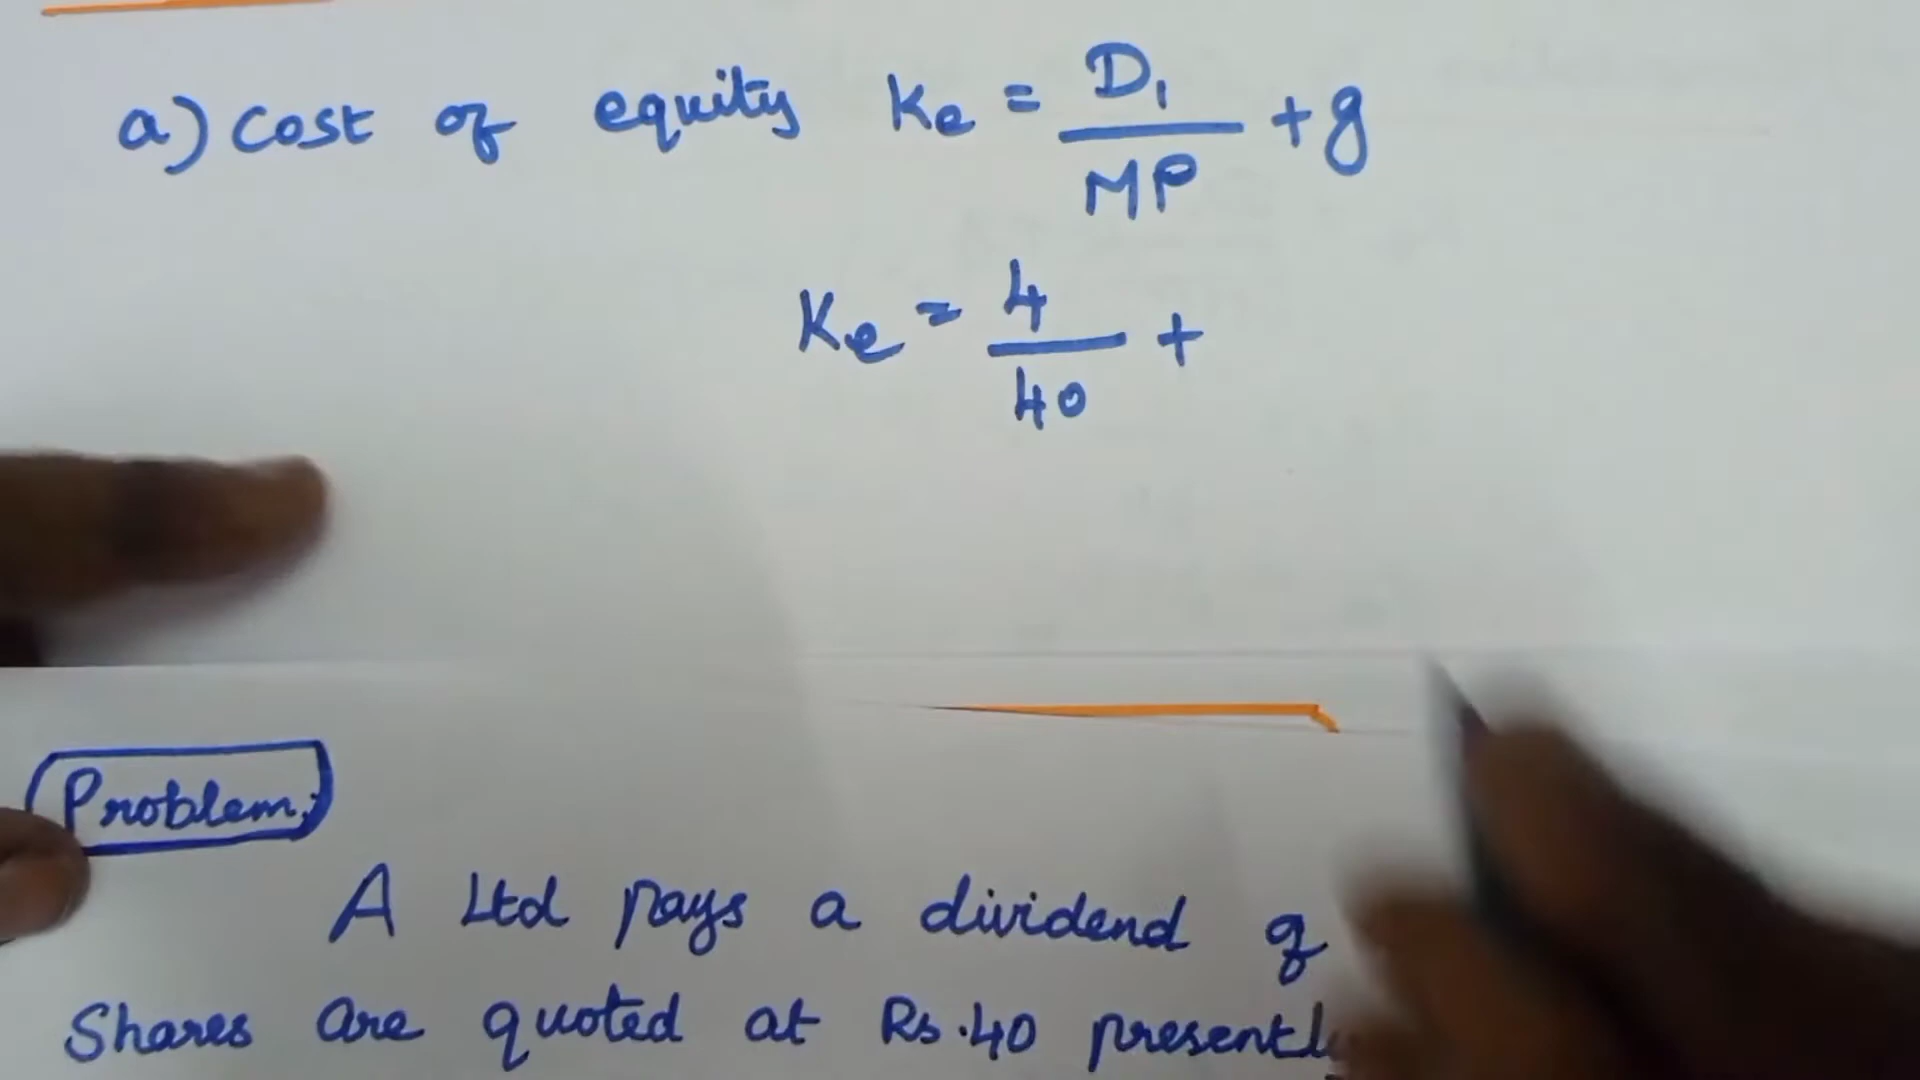 a) Cost of equity Ke = D1/MP + g
Ke = 4/40 +
Problem:
A Ltd pays a dividend of
Shares are quoted at Rs.40 presently